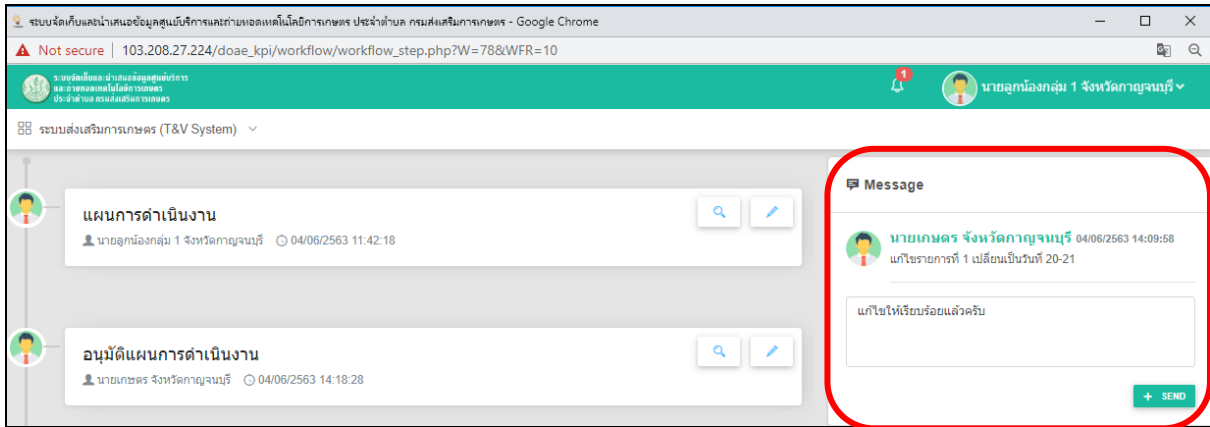 ระบบจัดเก็บและนำเสนอข้อมูลศูนย์บริการและถ่ายทอดเทคโนโลยีการเกษตร ประจำตำบล กรมส่งเสริมการเกษตร - Google Chrome
Not secure | 103.208.27.224/doae_kpi/workflow/workflow_step.php?W=78&WFR=10
ระบบจัดเก็บและนำเสนอข้อมูลศูนย์บริการ
และถ่ายทอดเทคโนโลยีการเกษตร
ประจำตำบล กรมส่งเสริมการเกษตร
1
นายลูกน้องกลุ่ม 1 จังหวัดกาญจนบุรี
ระบบส่งเสริมการเกษตร (T&V System)
แผนการดำเนินงาน
นายลูกน้องกลุ่ม 1 จังหวัดกาญจนบุรี 04/06/2563 11:42:18
อนุมัติแผนการดำเนินงาน
นายเกษตร จังหวัดกาญจนบุรี 04/06/2563 14:18:28
Message
นายเกษตร จังหวัดกาญจนบุรี 04/06/2563 14:09:58
แก้ไขรายการที่ 1 เปลี่ยนเป็นวันที่ 20-21
แก้ไขให้เรียบร้อยแล้วครับ
+ SEND